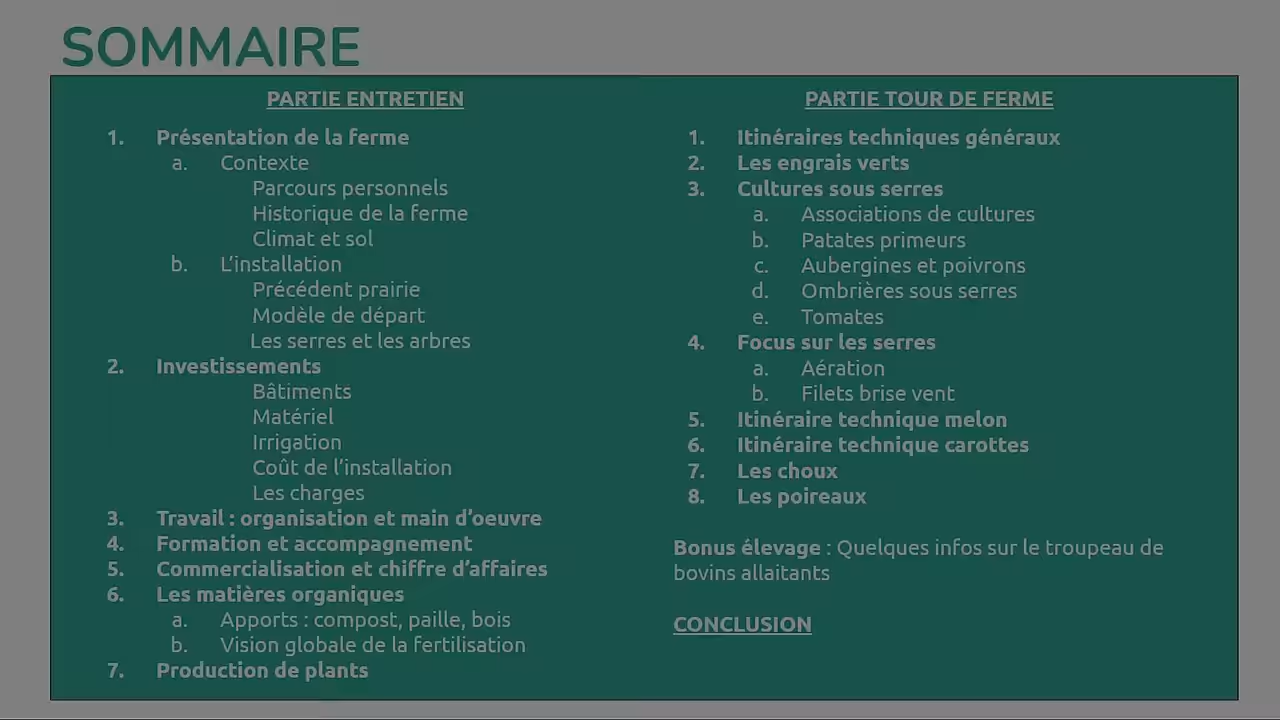 SOMMAIRE
PARTIE ENTRETIEN
1. Présentation de la ferme
a. Contexte
Parcours personnels
Historique de la ferme
Climat et sol
b. L’installation
Précédent prairie
Modèle de départ
Les serres et les arbres
2. Investissements
Bâtiments
Matériel
Irrigation
Coût de l’installation
Les charges
3. Travail : organisation et main d’oeuvre
4. Formation et accompagnement
5. Commercialisation et chiffre d’affaires
6. Les matières organiques
a. Apports : compost, paille, bois
b. Vision globale de la fertilisation
7. Production de plants
PARTIE TOUR DE FERME
1. Itinéraires techniques généraux
2. Les engrais verts
3. Cultures sous serres
a. Associations de cultures
b. Patates primeurs
c. Aubergines et poivrons
d. Ombrières sous serres
e. Tomates
4. Focus sur les serres
a. Aération
b. Filets brise vent
5. Itinéraire technique melon
6. Itinéraire technique carottes
7. Les choux
8. Les poireaux
Bonus élevage : Quelques infos sur le troupeau de
bovins allaitants
CONCLUSION